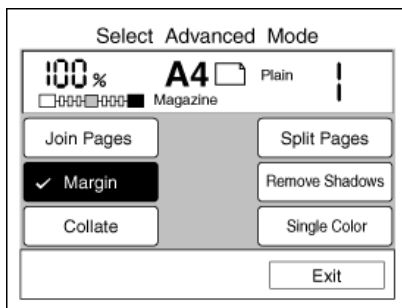 Select Advanced Mode
100 % A4 Plain 1
Magazine
Join Pages Split Pages
Margin Remove Shadows
Collate Single Color
Exit